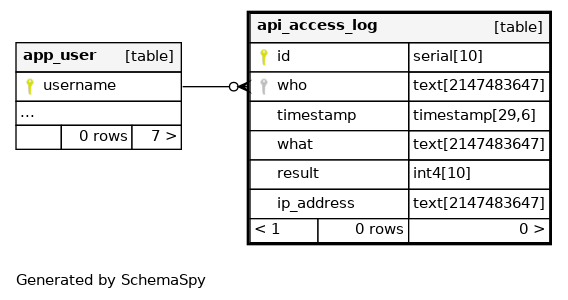 app_user [table]
username
...
0 rows 7 >
api_access_log [table]
id serial[10]
who text[2147483647]
timestamp timestamp[29,6]
what text[2147483647]
result int4[10]
ip_address text[2147483647]
< 1 0 rows 0 >
Generated by SchemaSpy